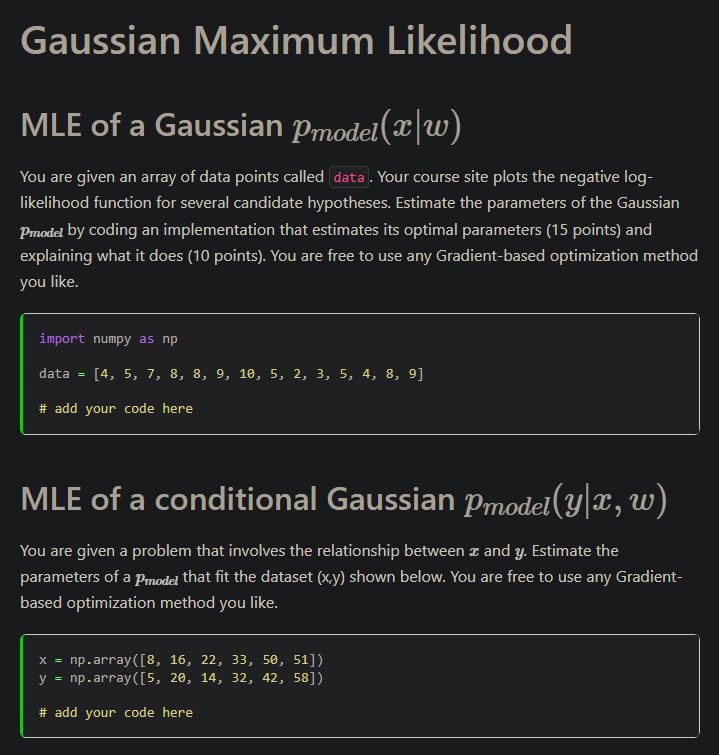 Gaussian Maximum Likelihood
MLE of a Gaussian p_{model}(x|w)
You are given an array of data points called data. Your course site plots the negative log-
likelihood function for several candidate hypotheses. Estimate the parameters of the Gaussian
p_{model} by coding an implementation that estimates its optimal parameters (15 points) and
explaining what it does (10 points). You are free to use any Gradient-based optimization method
you like.
import numpy as np
data = [4, 5, 7, 8, 8, 9, 10, 5, 2, 3, 5, 4, 8, 9]
# add your code here
MLE of a conditional Gaussian p_{model}(y|x, w)
You are given a problem that involves the relationship between x and y. Estimate the
parameters of a p_{model} that fit the dataset (x,y) shown below. You are free to use any Gradient-
based optimization method you like.
x = np.array([8, 16, 22, 33, 50, 51])
y = np.array([5, 20, 14, 32, 42, 58])
# add your code here